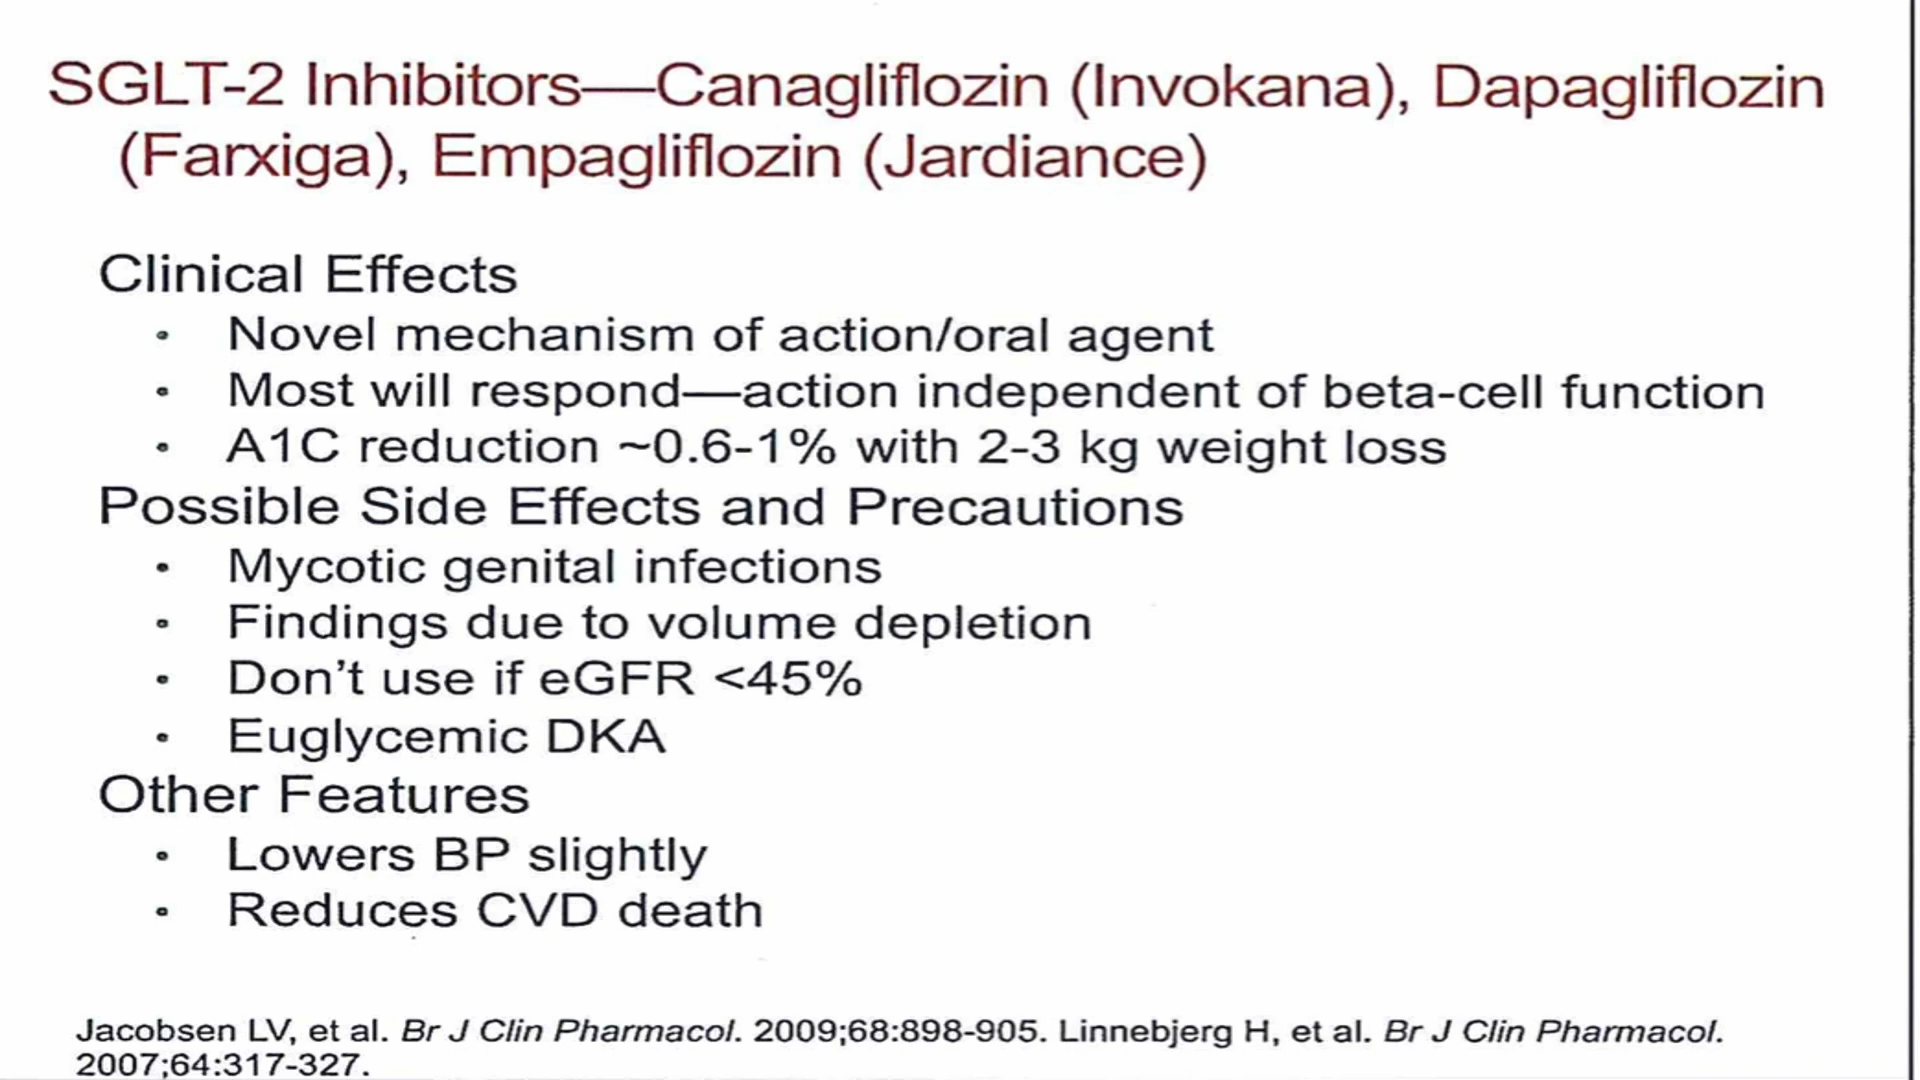 SGLT-2 Inhibitors—Canagliflozin (Invokana), Dapagliflozin
(Farxiga), Empagliflozin (Jardiance)
Clinical Effects
• Novel mechanism of action/oral agent
• Most will respond—action independent of beta-cell function
• A1C reduction ~0.6-1% with 2-3 kg weight loss
Possible Side Effects and Precautions
• Mycotic genital infections
• Findings due to volume depletion
• Don’t use if eGFR <45%
• Euglycemic DKA
Other Features
• Lowers BP slightly
• Reduces CVD death
Jacobsen LV, et al. Br J Clin Pharmacol. 2009;68:898-905. Linnebjerg H, et al. Br J Clin Pharmacol.
2007;64:317-327.